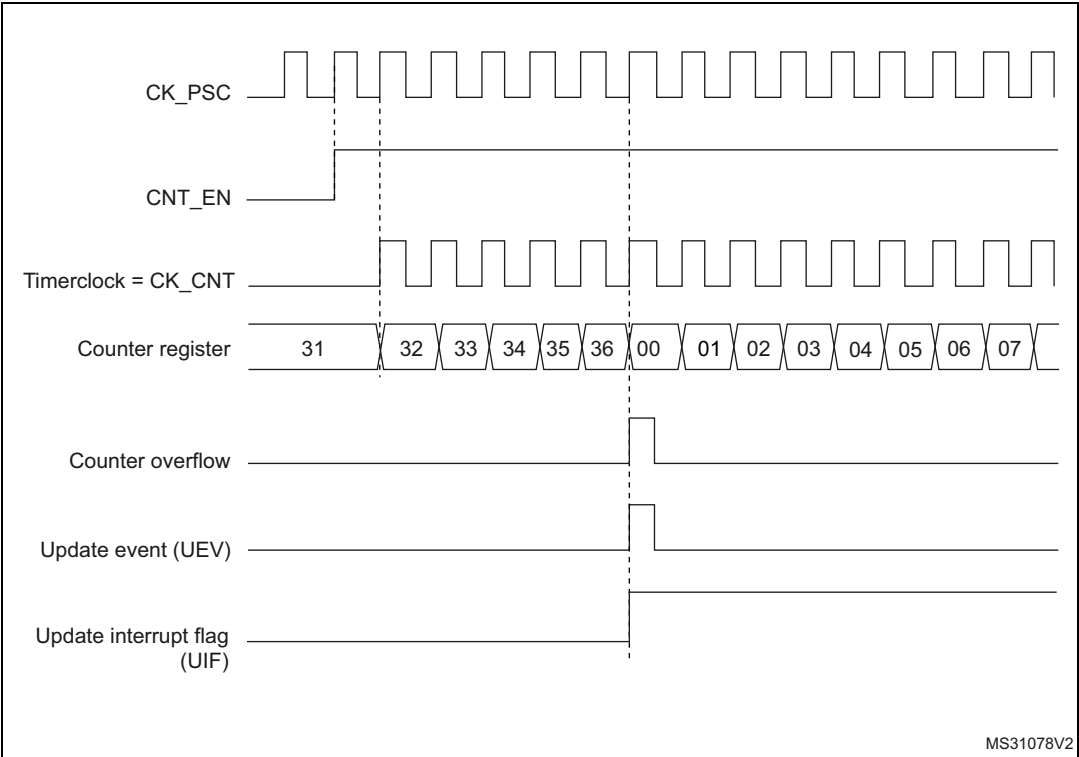 CK_PSC
CNT_EN
Timerclock = CK_CNT
Counter register 31 32 33 34 35 36 00 01 02 03 04 05 06 07
Counter overflow
Update event (UEV)
Update interrupt flag
(UIF)
MS31078V2